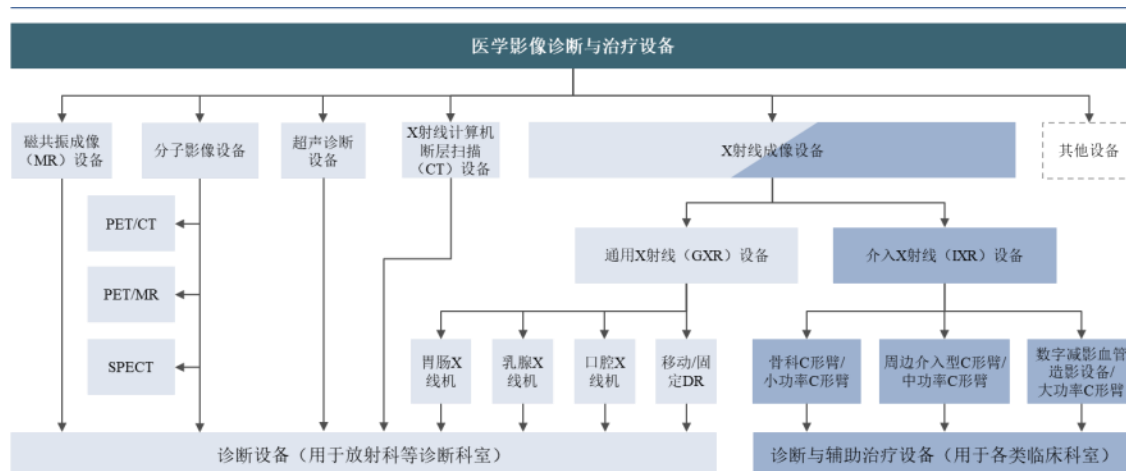 医学影像诊断与治疗设备
磁共振成像
（MR）设备
分子影像设备
超声诊断
设备
X射线计算机
断层扫描
（CT）设备
X射线成像设备
其他设备
PET/CT
PET/MR
SPECT
通用X射线（GXR）设备
介入X射线（IXR）设备
胃肠X
线机
乳腺X
线机
口腔X
线机
移动/固
定DR
骨科C形臂/
小功率C形臂
周边介入型C形臂/
中功率C形臂
数字减影血管
造影设备/
大功率C形臂
诊断设备（用于放射科等诊断科室）
诊断与辅助治疗设备（用于各类临床科室）